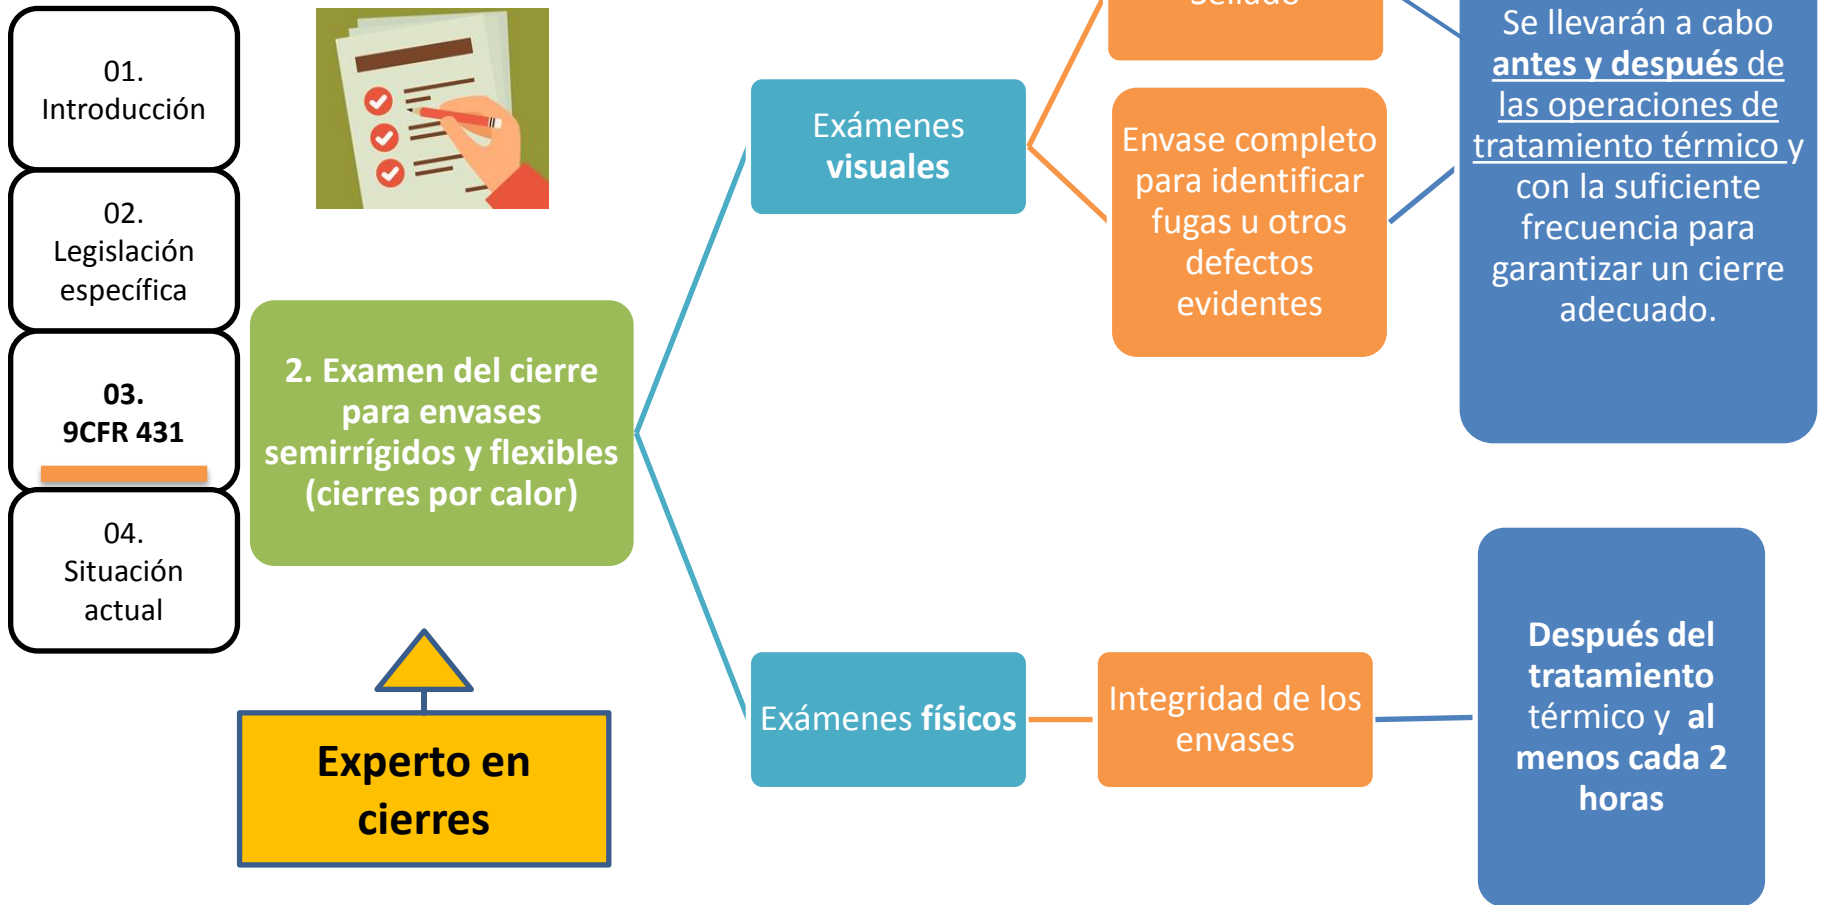 01.
Introducción
02.
Legislación
específica
03.
9CFR 431
04.
Situación
actual
2. Examen del cierre
para envases
semirrígidos y flexibles
(cierres por calor)
Experto en
cierres
Exámenes
visuales
Sellado
Envase completo
para identificar
fugas u otros
defectos
evidentes
Se llevarán a cabo
antes y después de
las operaciones de
tratamiento térmico y
con la suficiente
frecuencia para
garantizar un cierre
adecuado.
Exámenes físicos
Integridad de los
envases
Después del
tratamiento
térmico y al
menos cada 2
horas